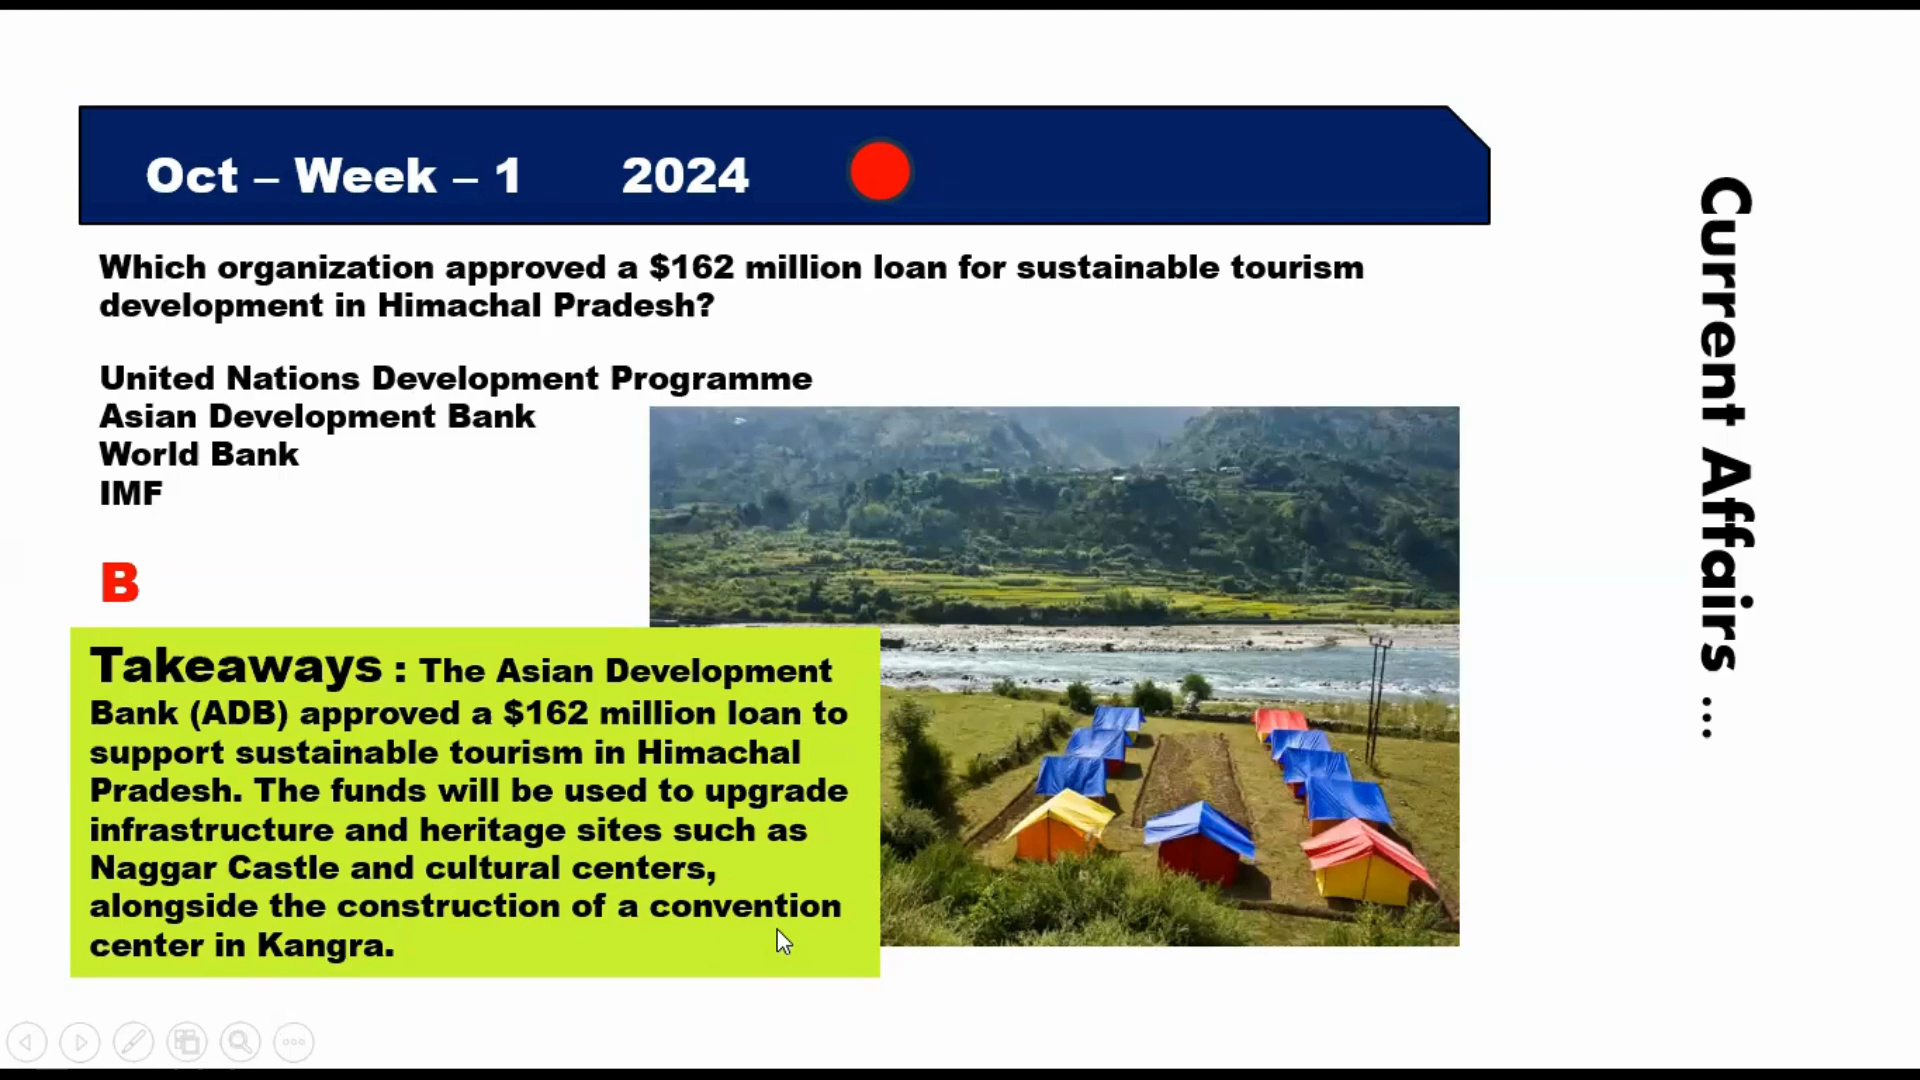 Oct – Week – 1 2024
Which organization approved a $162 million loan for sustainable tourism
development in Himachal Pradesh?
United Nations Development Programme
Asian Development Bank
World Bank
IMF
B
Takeaways : The Asian Development
Bank (ADB) approved a $162 million loan to
support sustainable tourism in Himachal
Pradesh. The funds will be used to upgrade
infrastructure and heritage sites such as
Naggar Castle and cultural centers,
alongside the construction of a convention
center in Kangra.
Current Affairs ...